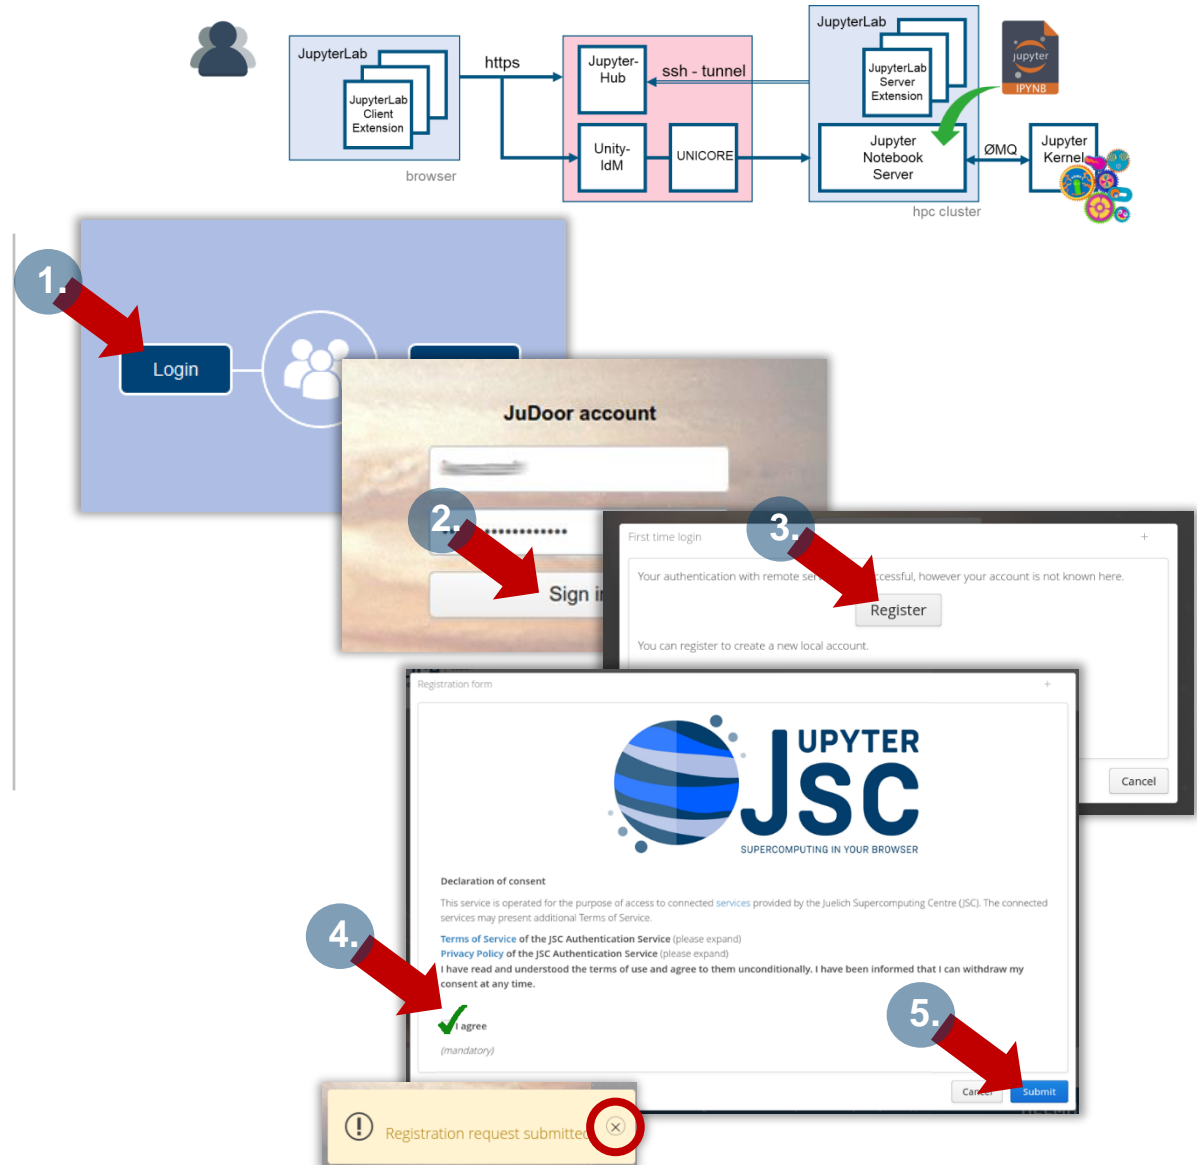 JupyterLab
JupyterLab
Client
Extension
browser
https
Jupyter-
Hub
ssh - tunnel
Unity-
IdM
UNICORE
JupyterLab
JupyterLab
Server
Extension
Jupyter
Notebook
Server
hpc cluster
ØMQ
Jupyter
Kernel
jupyter
IPYNB
1.
Login
JuDoor account
2.
Sign in
3.
First time login
Your authentication with remote
successful, however your account is not known here.
Register
You can register to create a new local account.
Cancel
Registration form
JUPYTER
JSC
SUPERCOMPUTING IN YOUR BROWSER
Declaration of consent
This service is operated for the purpose of access to connected services provided by the Juelich Supercomputing Centre (JSC). The connected
services may present additional Terms of Service.
Terms of Service of the JSC Authentication Service (please expand)
Privacy Policy of the JSC Authentication Service (please expand)
I have read and understood the terms of use and agree to them unconditionally. I have been informed that I can withdraw my
consent at any time.
4.
I agree
(mandatory)
5.
Cancel
Submit
Registration request submitted